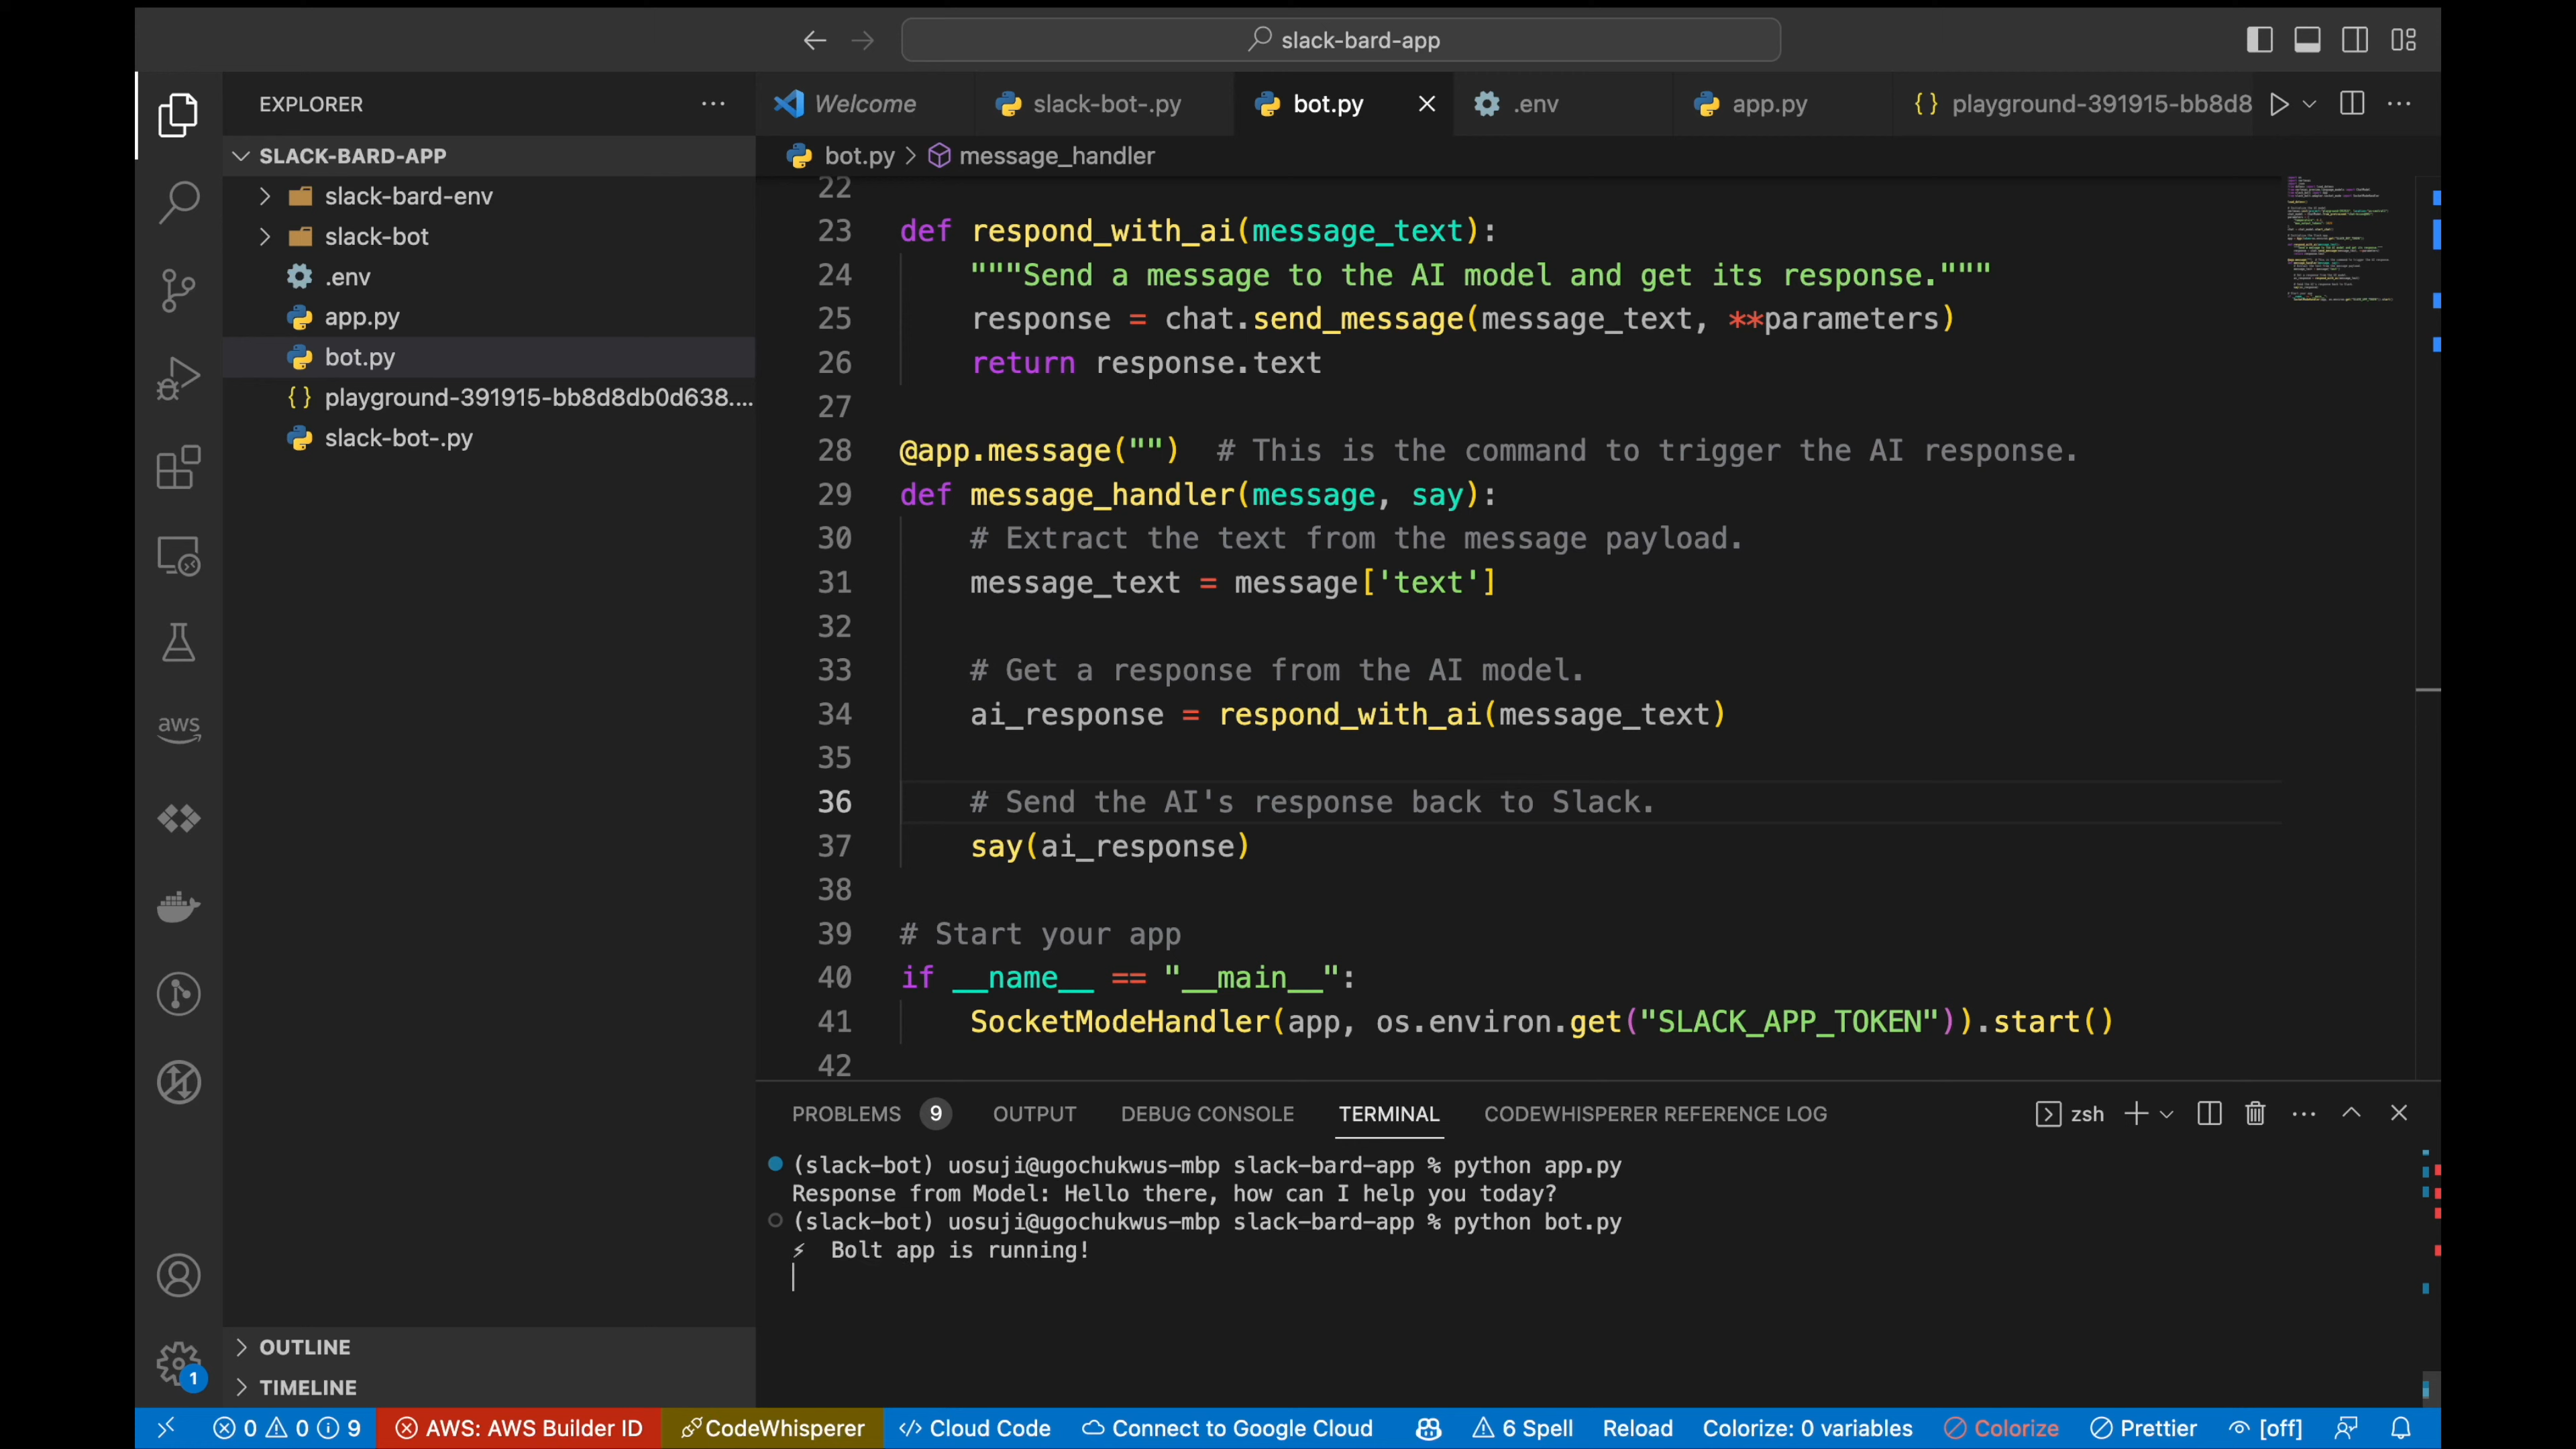 slack-bard-app
EXPLORER
Welcome
slack-bot-.py
bot.py
.env
app.py
playground-391915-bb8d8
SLACK-BARD-APP
bot.py > message_handler
slack-bard-env
slack-bot
.env
app.py
bot.py
playground-391915-bb8d8db0d638....
slack-bot-.py
22
23 def respond_with_ai(message_text):
24 """Send a message to the AI model and get its response."""
25 response = chat.send_message(message_text, **parameters)
26 return response.text
27
28 @app.message("") # This is the command to trigger the AI response.
29 def message_handler(message, say):
30 # Extract the text from the message payload.
31 message_text = message['text']
32
33 # Get a response from the AI model.
34 ai_response = respond_with_ai(message_text)
35
36 # Send the AI's response back to Slack.
37 say(ai_response)
38
39 # Start your app
40 if __name__ == "__main__":
41 SocketModeHandler(app, os.environ.get("SLACK_APP_TOKEN")).start()
42
aws
PROBLEMS 9 OUTPUT DEBUG CONSOLE TERMINAL CODEWHISPERER REFERENCE LOG
zsh
(slack-bot) uosuji@ugochukwus-mbp slack-bard-app % python app.py
Response from Model: Hello there, how can I help you today?
(slack-bot) uosuji@ugochukwus-mbp slack-bard-app % python bot.py
⚡ Bolt app is running!
OUTLINE
TIMELINE
1
0 0 9 AWS: AWS Builder ID CodeWhisperer Cloud Code Connect to Google Cloud 6 Spell Reload Colorize: 0 variables Colorize Prettier [off]